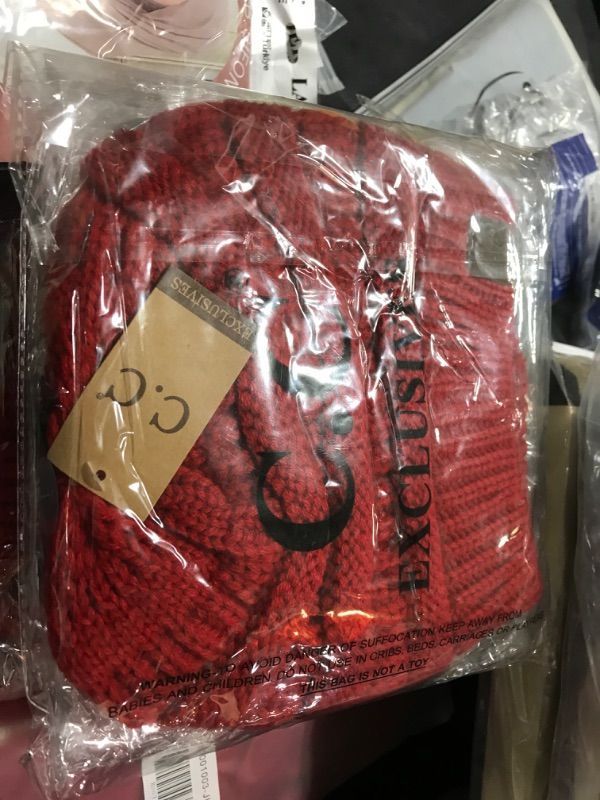 EXCLUSIVES
C.C
C.C
EXCLUSIVES
WARNING: TO AVOID DANGER OF SUFFOCATION KEEP AWAY FROM
BABIES AND CHILDREN. DO NOT USE IN CRIBS, BEDS, CARRIAGES OR PLAYPENS
THIS BAG IS NOT A TOY